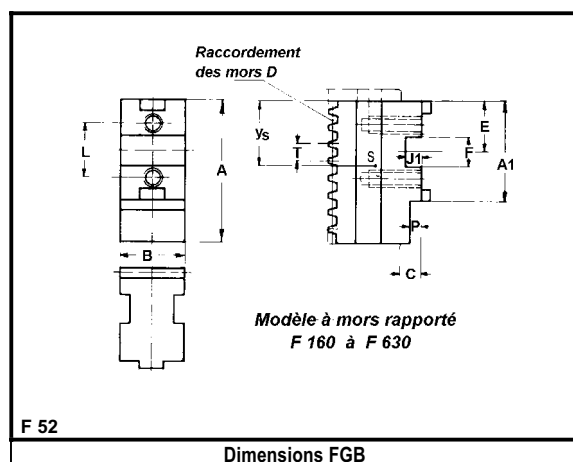 Raccordement
des mors D
L
A
B
ys
T
S
J1
F
E
A1
P
C
Modèle à mors rapporté
F 160 à F 630
F 52
Dimensions FGB